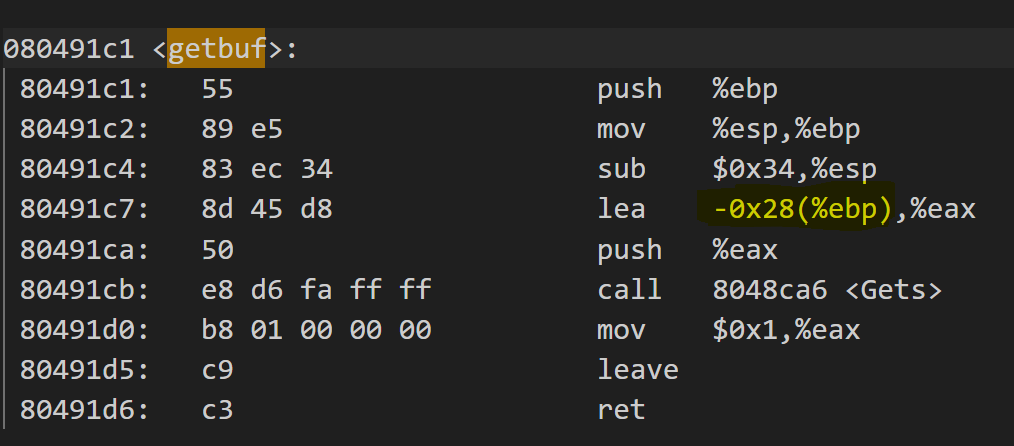 080491c1 <getbuf>:
80491c1: 55 push %ebp
80491c2: 89 e5 mov %esp,%ebp
80491c4: 83 ec 34 sub $0x34,%esp
80491c7: 8d 45 d8 lea -0x28(%ebp),%eax
80491ca: 50 push %eax
80491cb: e8 d6 fa ff ff call 8048ca6 <Gets>
80491d0: b8 01 00 00 00 mov $0x1,%eax
80491d5: c9 leave
80491d6: c3 ret